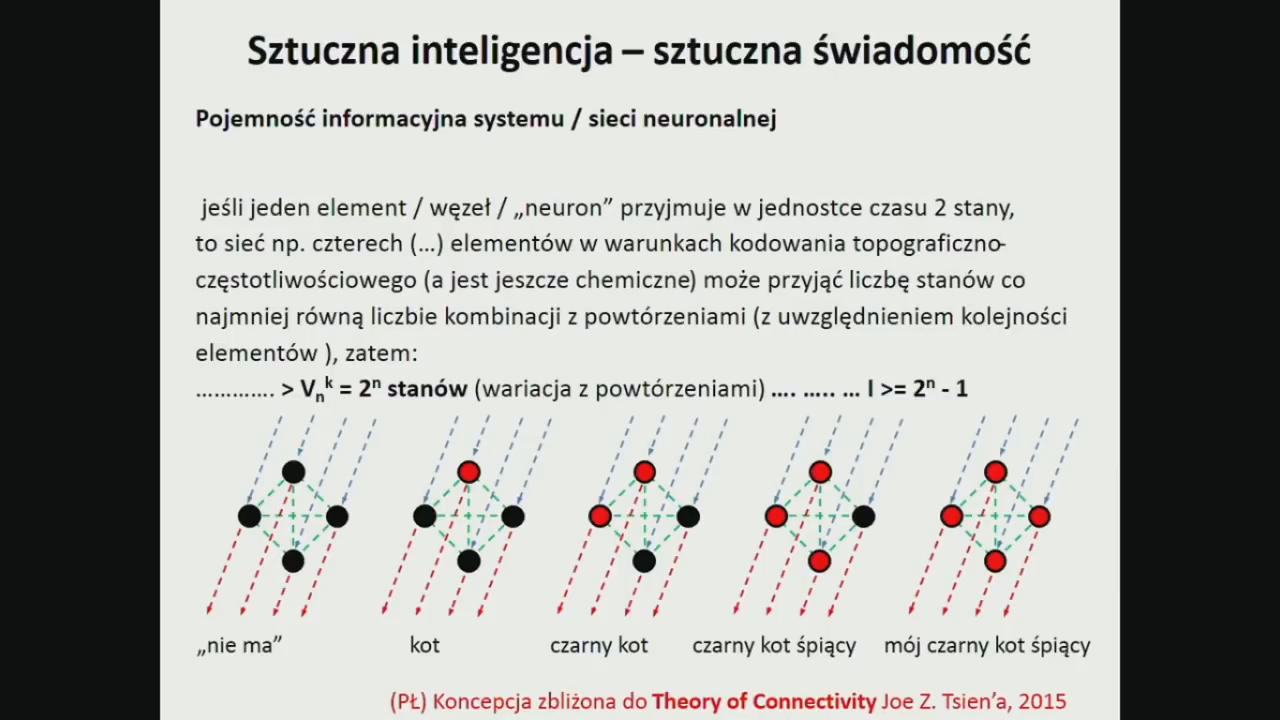 Sztuczna inteligencja – sztuczna świadomość
Pojemność informacyjna systemu / sieci neuronalnej
jeśli jeden element / węzeł / „neuron” przyjmuje w jednostce czasu 2 stany,
to sieć np. czterech (...) elementów w warunkach kodowania topograficzno-
częstotliwościowego (a jest jeszcze chemiczne) może przyjąć liczbę stanów co
najmniej równą liczbie kombinacji z powtórzeniami (z uwzględnieniem kolejności
elementów ), zatem:
…………. > Vₙᵏ = 2ⁿ stanów (wariacja z powtórzeniami) …. ….. … I >= 2ⁿ - 1
„nie ma” kot czarny kot czarny kot śpiący mój czarny kot śpiący
(PŁ) Koncepcja zbliżona do Theory of Connectivity Joe Z. Tsien’a, 2015